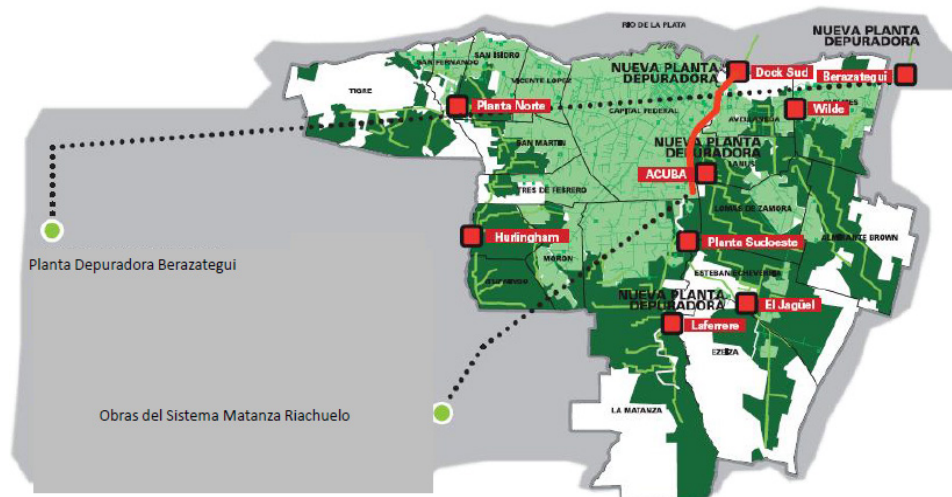 RIO DE LA PLATA
NUEVA PLANTA
DEPURADORA
SAN ISIDRO
SAN FERNANDO
NUEVA PLANTA
DEPURADORA
Dock Sud
Berazategui
VICENTE LOPEZ
TIGRE
Planta Norte
CAPITAL FEDERAL
AVELLANEDA
Wilde
SAN MARTIN
NUEVA PLANTA
DEPURADORA
LANUS
ACUBA
TRES DE FEBRERO
LOMAS DE ZAMORA
Hurlingham
Planta Sudoeste
ALMIRANTE BROWN
MORON
Planta Depuradora Berazategui
ESTEBAN ECHEVERRIA
NUEVA PLANTA
DEPURADORA
El Jagüel
Laferrere
EZEIZA
LA MATANZA
Obras del Sistema Matanza Riachuelo